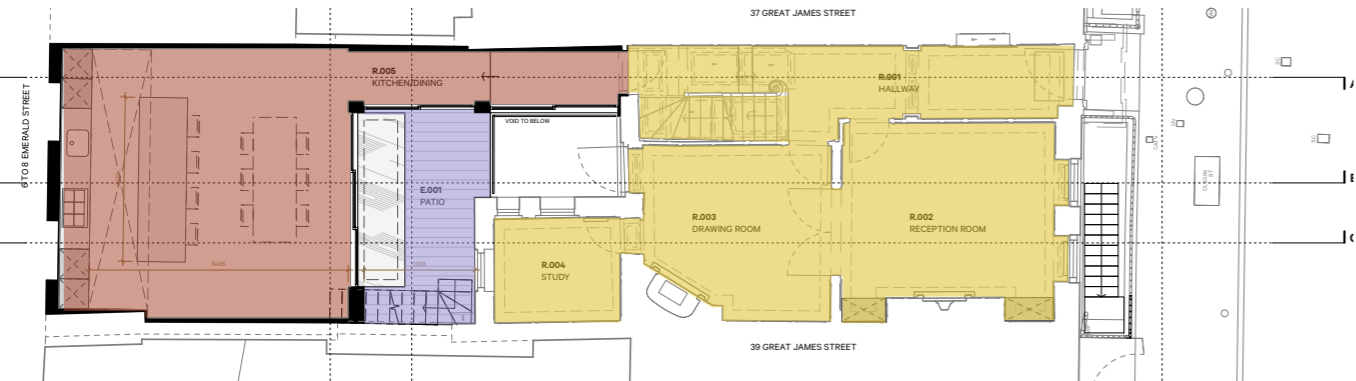 37 GREAT JAMES STREET
R.005
KITCHEN/DINING
R.001
HALLWAY
A
6 TO 8 EMERALD STREET
VOID TO BELOW
E.001
PATIO
R.003
DRAWING ROOM
R.002
RECEPTION ROOM
R.004
STUDY
5405
39 GREAT JAMES STREET